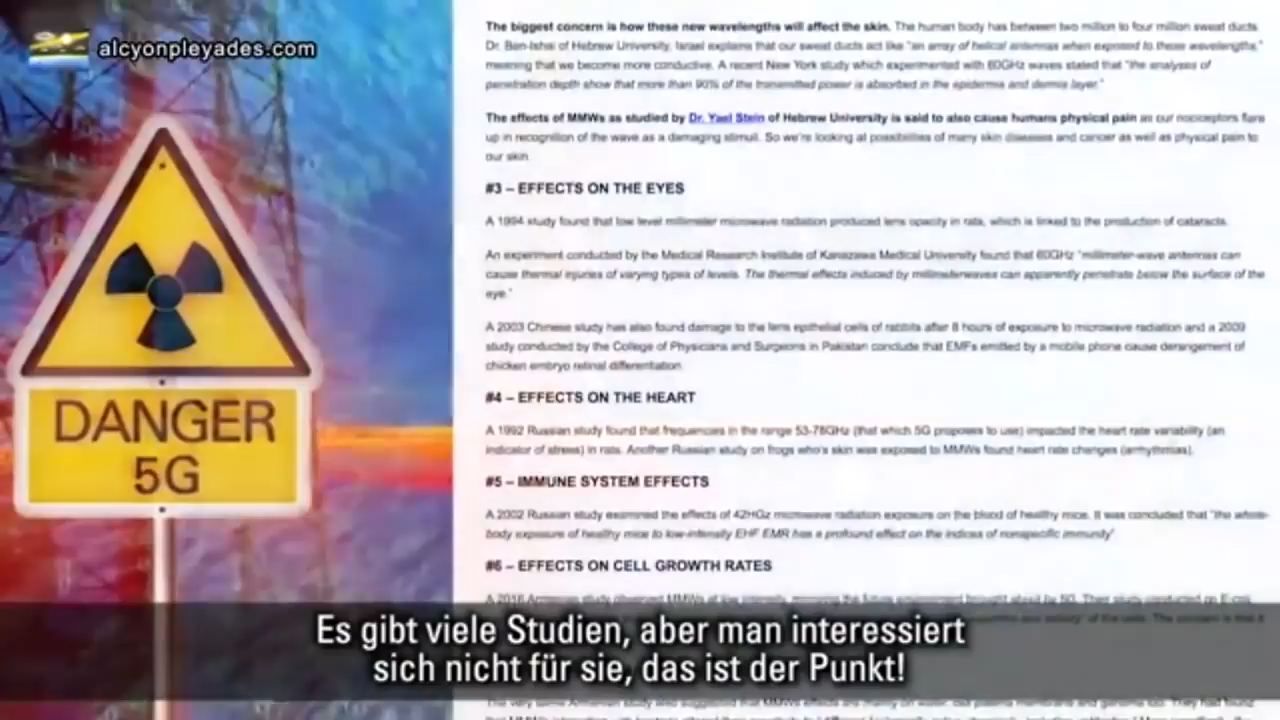 alcyonpleyades.com
DANGER
5G
The biggest concern is how these new wavelengths will affect the skin. The human body has between two million to four million sweat ducts.
Dr. Ben-Ishai of Hebrew University, Israel explains that our sweat ducts act like "an array of helical antennas when exposed to these wavelengths,"
meaning that we become more conductive. A recent New York study which experimented with 60GHz waves stated that "the analyses of
penetration depth show that more than 90% of the transmitted power is absorbed in the epidermis and dermis layer."
The effects of MMWs as studied by Dr. Yael Stein of Hebrew University is said to also cause humans physical pain as our nociceptors flare
up in recognition of the wave as a damaging stimuli. So we're looking at possibilities of many skin diseases and cancer as well as physical pain to
our skin.
#3 – EFFECTS ON THE EYES
A 1994 study found that low level millimeter microwave radiation produced lens opacity in rats, which is linked to the production of cataracts.
An experiment conducted by the Medical Research Institute of Kanazawa Medical University found that 60GHz "millimeter-wave antennas can
cause thermal injuries of varying types of levels. The thermal effects induced by millimeterwaves can apparently penetrate below the surface of the
eye."
A 2003 Chinese study has also found damage to the lens epithelial cells of rabbits after 8 hours of exposure to microwave radiation and a 2009
study conducted by the College of Physicians and Surgeons in Pakistan conclude that EMFs emitted by a mobile phone cause derangement of
chicken embryo retinal differentiation.
#4 – EFFECTS ON THE HEART
A 1992 Russian study found that frequencies in the range 53-78GHz (that which 5G proposes to use) impacted the heart rate variability (an
indicator of stress) in rats. Another Russian study on frogs who's skin was exposed to MMWs found heart rate changes (arrhythmias).
#5 – IMMUNE SYSTEM EFFECTS
A 2002 Russian study examined the effects of 42HGz microwave radiation exposure on the blood of healthy mice. It was concluded that "the whole-
body exposure of healthy mice to low-intensity EHF EMR has a profound effect on the indices of nonspecific immunity"
#6 – EFFECTS ON CELL GROWTH RATES
Es gibt viele Studien, aber man interessiert
sich nicht für sie, das ist der Punkt!